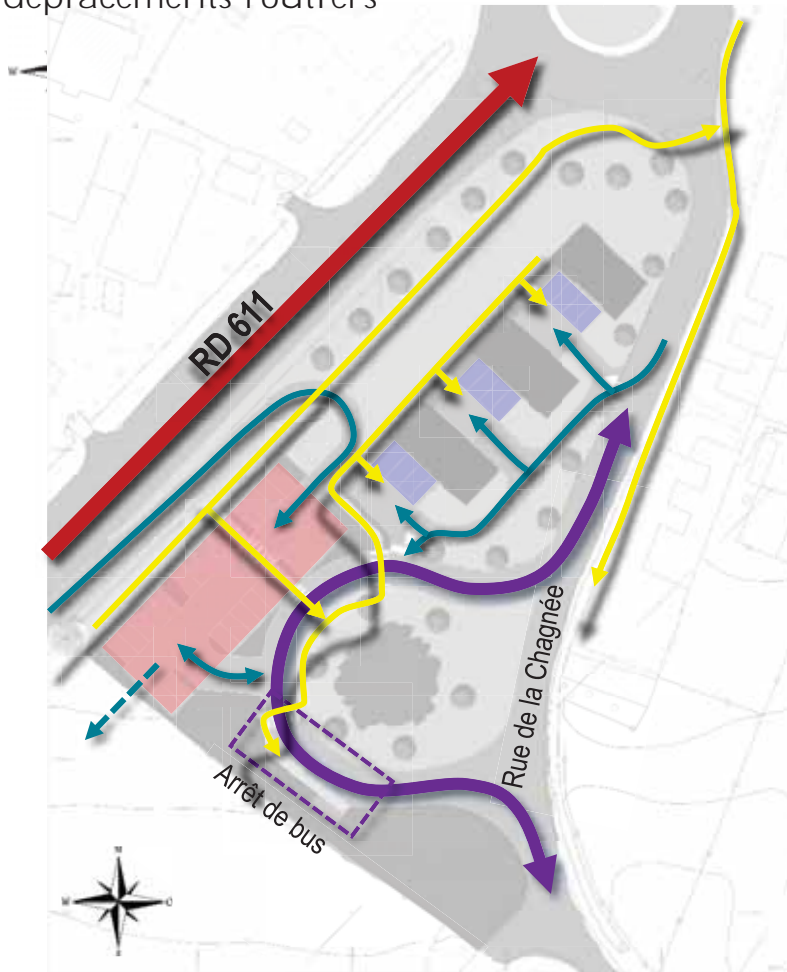 déplacements routiers
W
RD 611
Rue de la Chagnée
Arrêt de bus